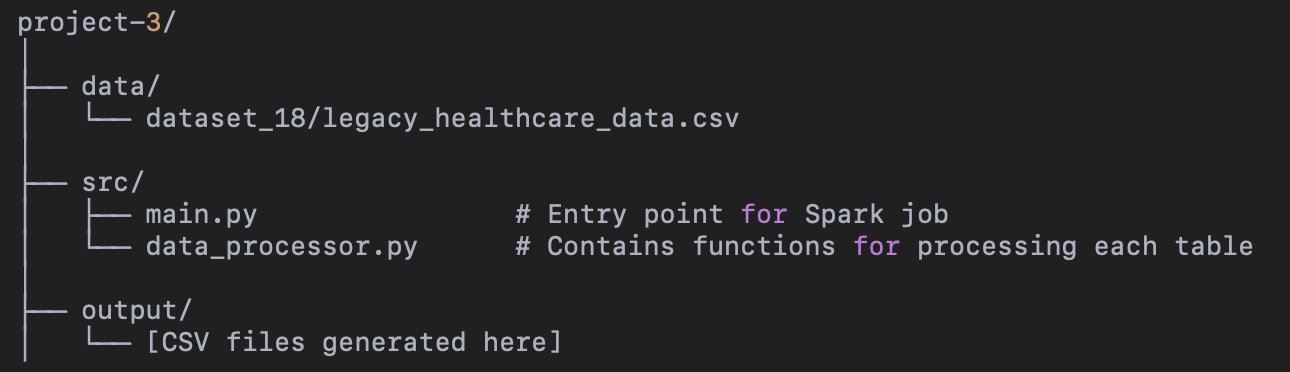 project-3/
│
├── data/
│   └── dataset_18/legacy_healthcare_data.csv
│
├── src/
│   ├── main.py                # Entry point for Spark job
│   └── data_processor.py      # Contains functions for processing each table
│
├── output/
│   └── [CSV files generated here]